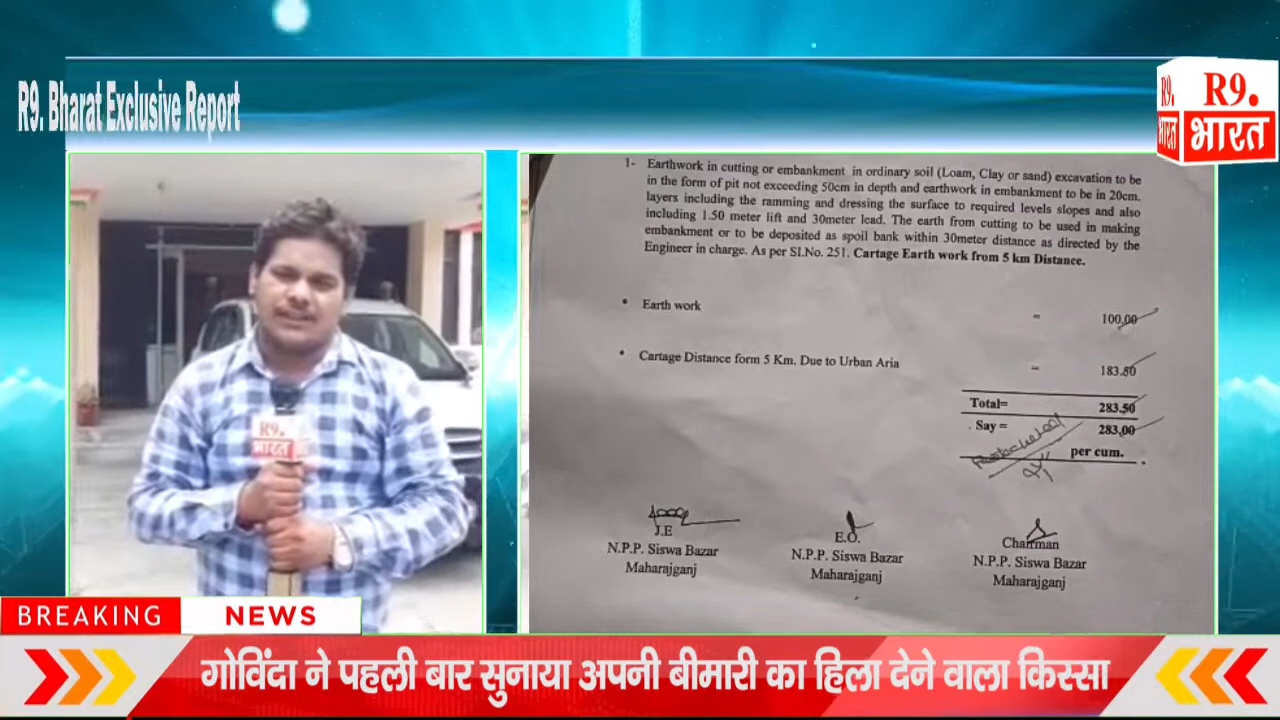 R9. Bharat Exclusive Report
R9.
भारत
R9.
भारत
R9.
भारत
1- Earthwork in cutting or embankment in ordinary soil (Loam, Clay or sand) excavation to be
in the form of pit not exceeding 50cm in depth and earthwork in embankment to be in 20cm.
layers including the ramming and dressing the surface to required levels slopes and also
including 1.50 meter lift and 30meter lead. The earth from cutting to be used in making
embankment or to be deposited as spoil bank within 30meter distance as directed by the
Engineer in charge. As per SI.No. 251. Cartage Earth work from 5 km Distance.
• Earth work = 100,00
• Cartage Distance form 5 Km. Due to Urban Aria = 183.50
Total= 283.50
Say = 283,00
per cum.
J.E
N.P.P. Siswa Bazar
Maharajganj
E.O.
N.P.P. Siswa Bazar
Maharajganj
Chairman
N.P.P. Siswa Bazar
Maharajganj
BREAKING NEWS
गोविंदा ने पहली बार सुनाया अपनी बीमारी का हिला देने वाला किस्सा